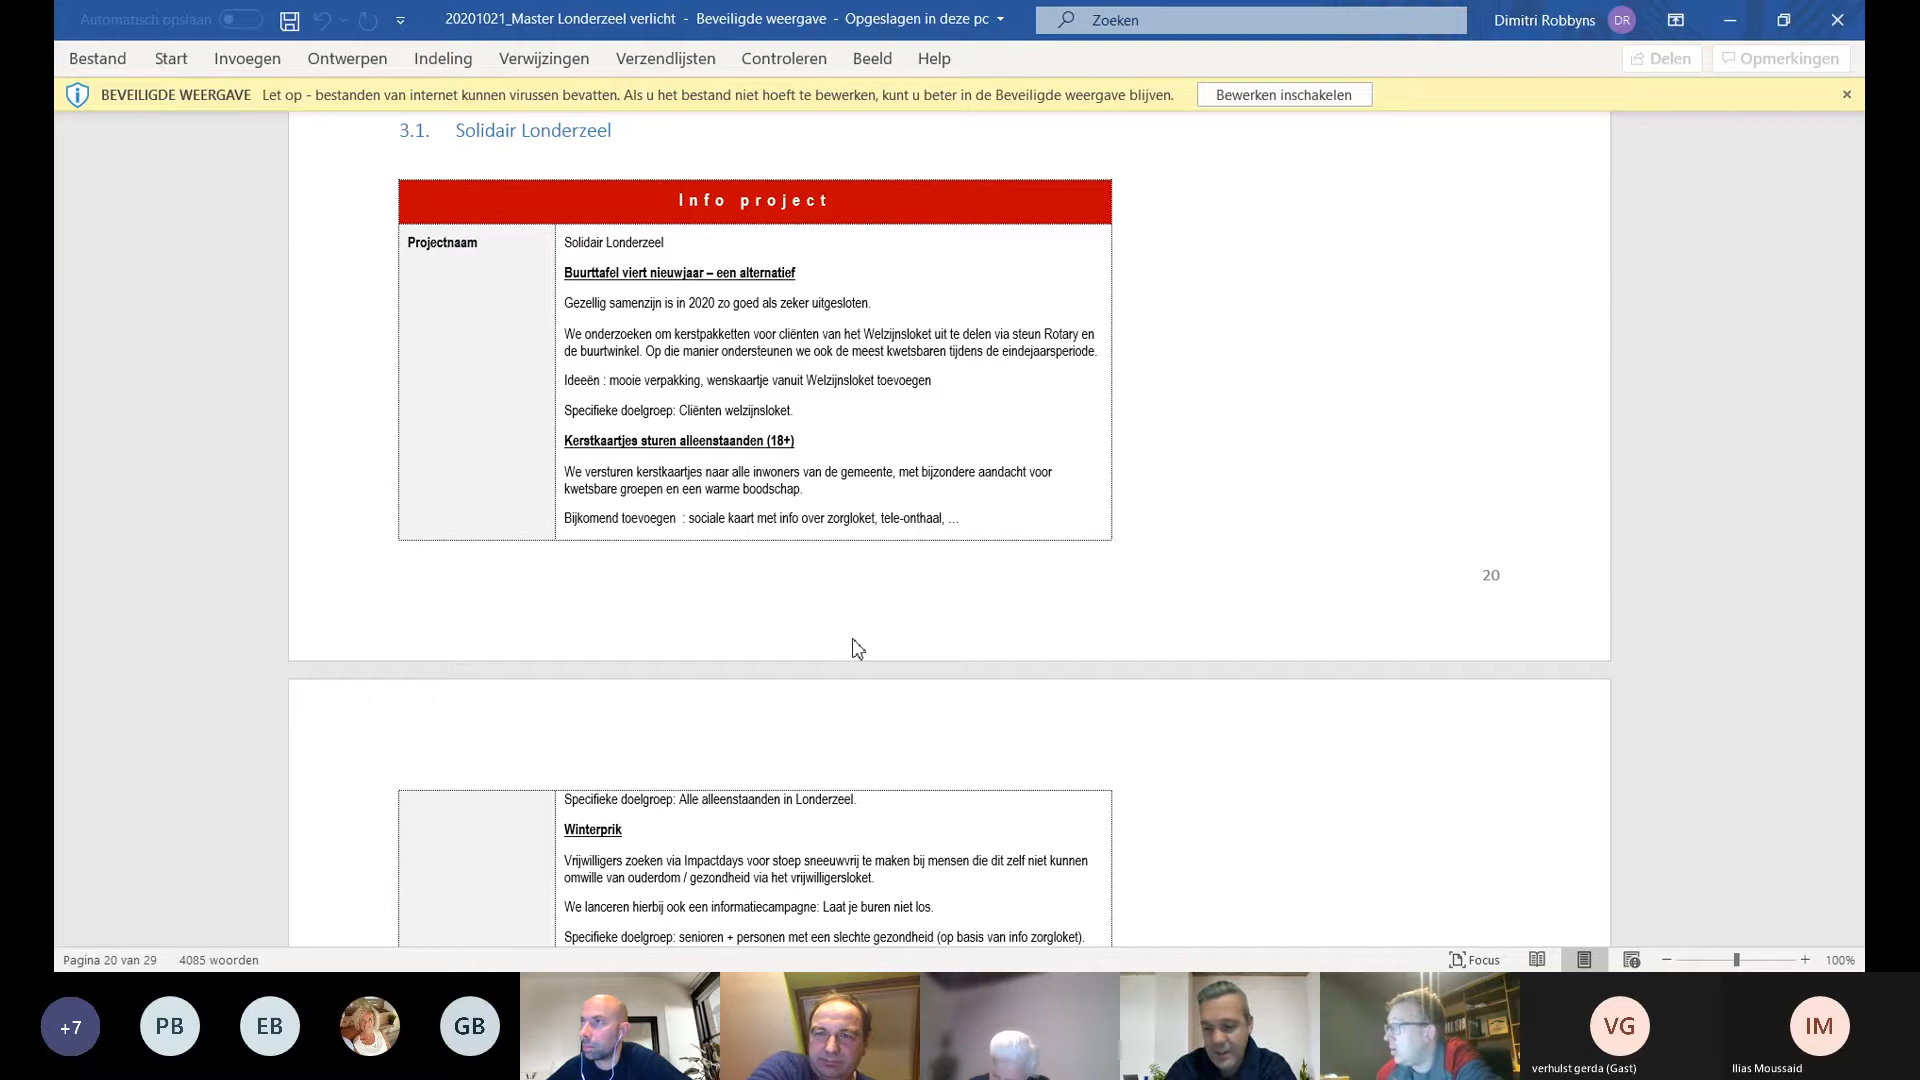 Automatisch opslaan
20201021_Master Londerzeel verlicht - Beveiligde weergave - Opgeslagen in deze pc
Zoeken
Dimitri Robbyns
DR
Bestand Start Invoegen Ontwerpen Indeling Verwijzingen Verzendlijsten Controleren Beeld Help
Delen
Opmerkingen
BEVEILIGDE WEERGAVE Let op - bestanden van internet kunnen virussen bevatten. Als u het bestand niet hoeft te bewerken, kunt u beter in de Beveiligde weergave blijven.
Bewerken inschakelen
3.1. Solidair Londerzeel
Info project
Projectnaam
Solidair Londerzeel
Buurttafel viert nieuwjaar – een alternatief
Gezellig samenzijn is in 2020 zo goed als zeker uitgesloten.
We onderzoeken om kerstpakketten voor cliënten van het Welzijnsloket uit te delen via steun Rotary en
de buurtwinkel. Op die manier ondersteunen we ook de meest kwetsbaren tijdens de eindejaarsperiode.
Ideeën : mooie verpakking, wenskaartje vanuit Welzijnsloket toevoegen
Specifieke doelgroep: Cliënten welzijnsloket.
Kerstkaartjes sturen alleenstaanden (18+)
We versturen kerstkaartjes naar alle inwoners van de gemeente, met bijzondere aandacht voor
kwetsbare groepen en een warme boodschap.
Bijkomend toevoegen : sociale kaart met info over zorgloket, tele-onthaal, …
20
Specifieke doelgroep: Alle alleenstaanden in Londerzeel.
Winterprik
Vrijwilligers zoeken via Impactdays voor stoep sneeuwvrij te maken bij mensen die dit zelf niet kunnen
omwille van ouderdom / gezondheid via het vrijwilligersloket.
We lanceren hierbij ook een informatiecampagne: Laat je buren niet los.
Specifieke doelgroep: senioren + personen met een slechte gezondheid (op basis van info zorgloket).
Pagina 20 van 29 4085 woorden
Focus
100%
+7
PB
EB
GB
VG
IM
verhulst gerda (Gast)
Ilias Moussaid